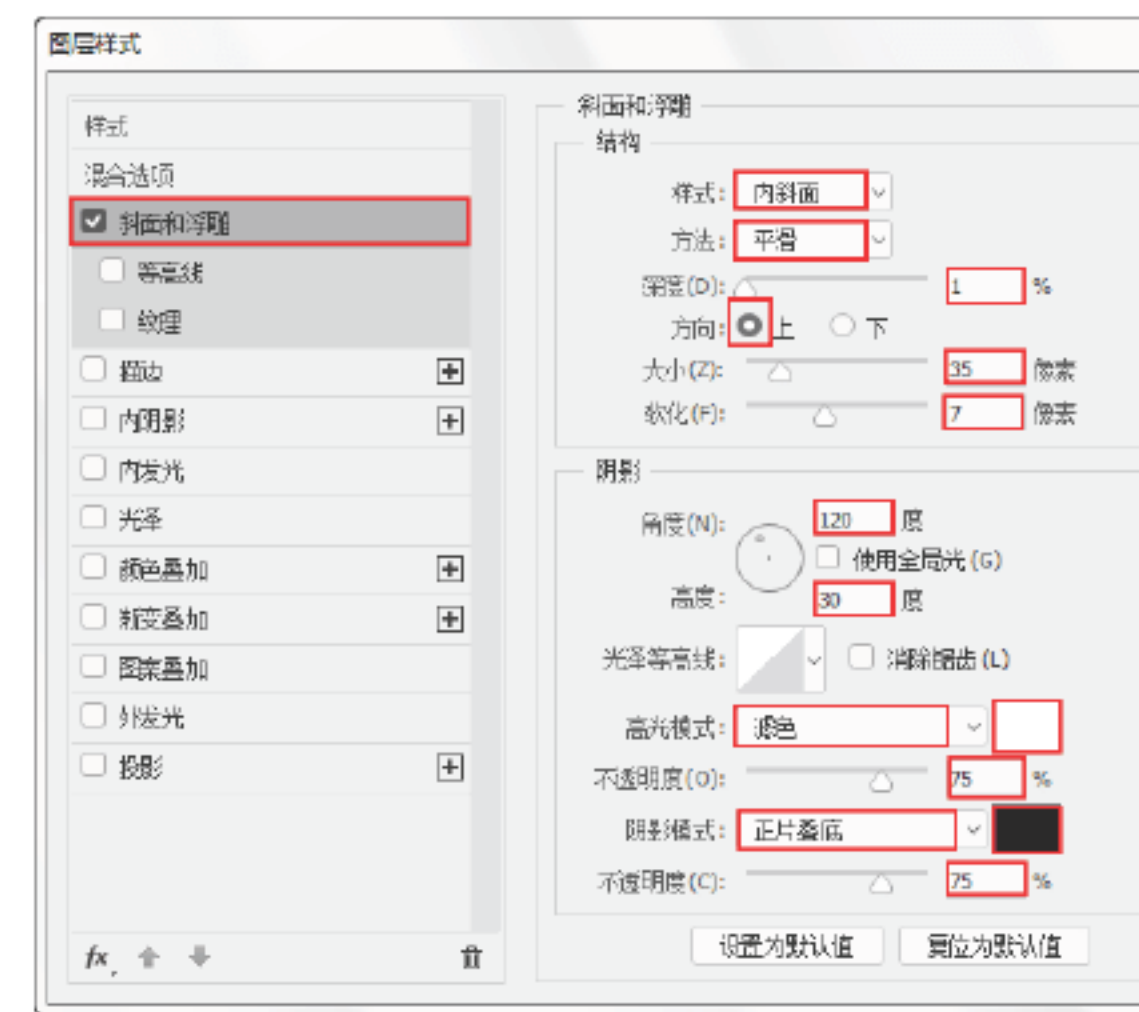 图层样式
样式
混合选项
斜面和浮雕
等高线
纹理
描边
内阴影
内发光
光泽
颜色叠加
渐变叠加
图案叠加
外发光
投影
fx
斜面和浮雕
结构
样式: 内斜面
方法: 平滑
深度(D): 1 %
方向: 上 下
大小(Z): 35 像素
软化(F): 7 像素
阴影
角度(N): 120 度
使用全局光(G)
高度: 30 度
光泽等高线: 消除锯齿(L)
高光模式: 滤色
不透明度(O): 75 %
阴影模式: 正片叠底
不透明度(C): 75 %
设置为默认值 复位为默认值